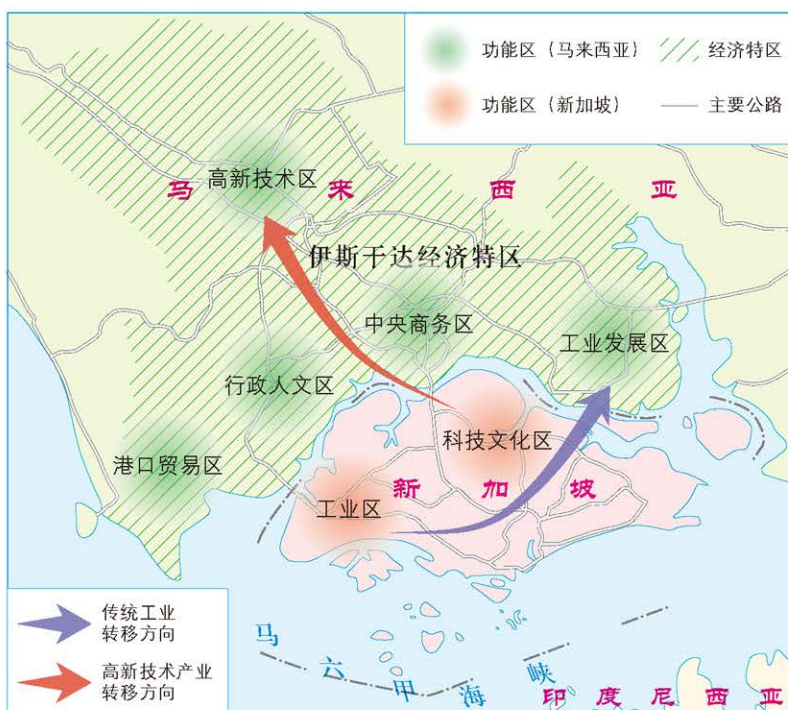 功能区（马来西亚） 经济特区
功能区（新加坡） 主要公路
高新技术区
马来西亚
伊斯干达经济特区
中央商务区
工业发展区
行政人文区
科技文化区
港口贸易区
新加坡
工业区
传统工业
转移方向
高新技术产业
转移方向
马六甲海峡
印度尼西亚